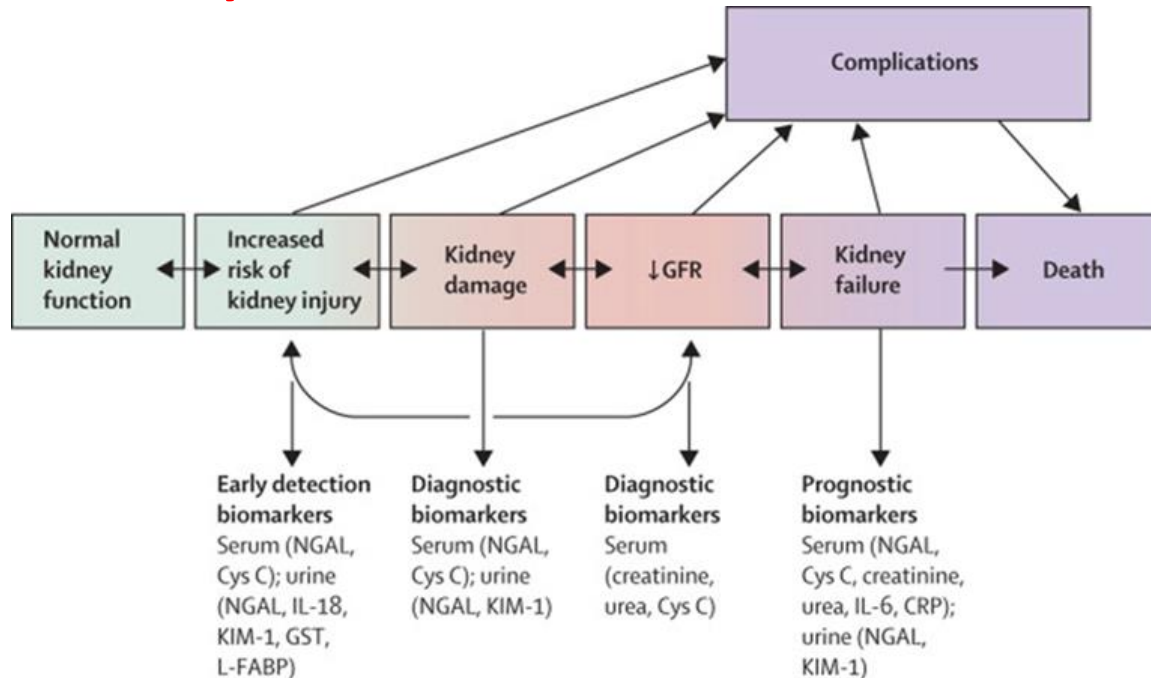 Complications
Normal
kidney
function
Increased
risk of
kidney injury
Kidney
damage
↓GFR
Kidney
failure
Death
Early detection
biomarkers
Serum (NGAL,
Cys C); urine
(NGAL, IL-18,
KIM-1, GST,
L-FABP)
Diagnostic
biomarkers
Serum (NGAL,
Cys C); urine
(NGAL, KIM-1)
Diagnostic
biomarkers
Serum
(creatinine,
urea, Cys C)
Prognostic
biomarkers
Serum (NGAL,
Cys C, creatinine,
urea, IL-6, CRP);
urine (NGAL,
KIM-1)